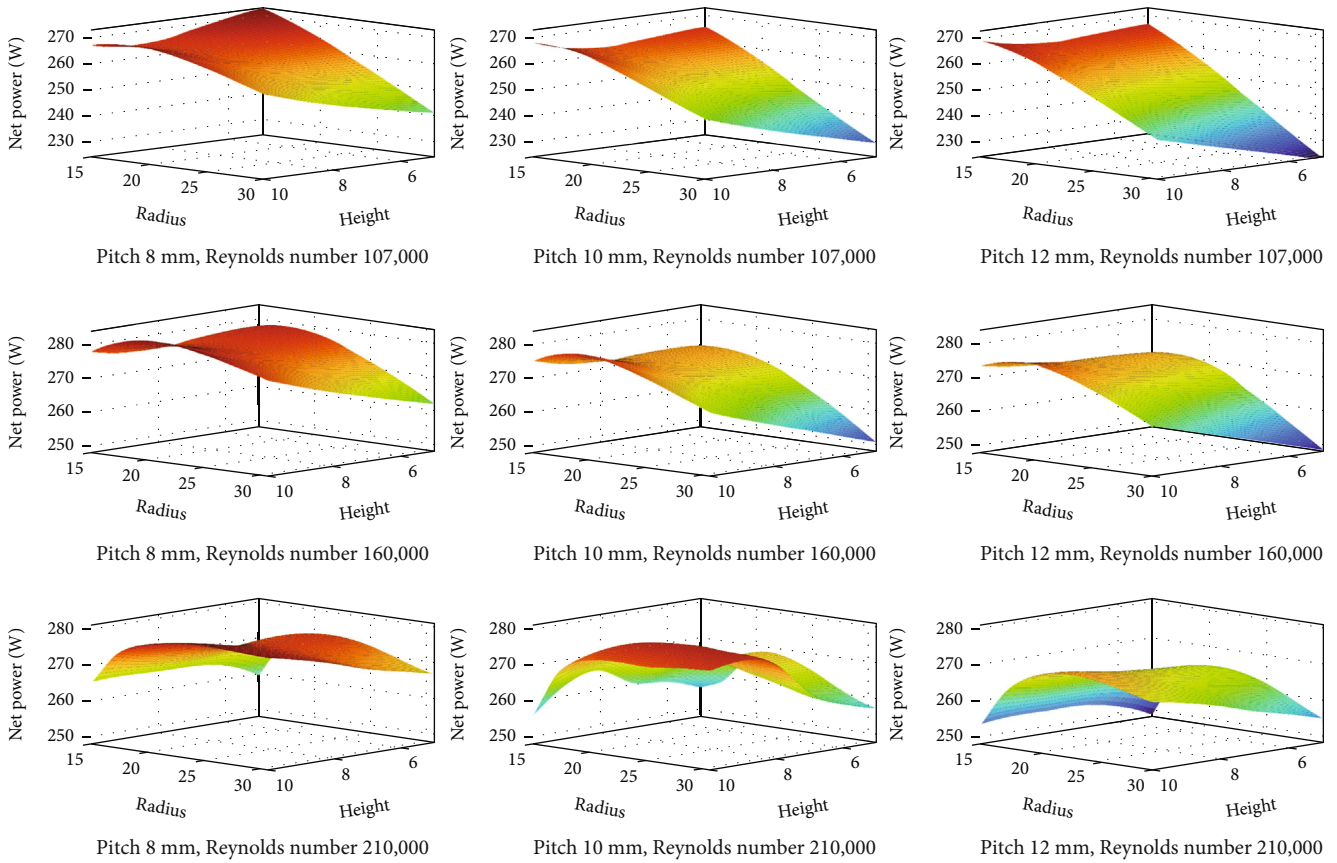 Net power (W)
270
260
250
240
230
15
20
25
30
10
8
6
Radius
Height
Pitch 8 mm, Reynolds number 107,000
Net power (W)
270
260
250
240
230
15
20
25
30
10
8
6
Radius
Height
Pitch 10 mm, Reynolds number 107,000
Net power (W)
270
260
250
240
230
15
20
25
30
10
8
6
Radius
Height
Pitch 12 mm, Reynolds number 107,000
Net power (W)
280
270
260
250
15
20
25
30
10
8
6
Radius
Height
Pitch 8 mm, Reynolds number 160,000
Net power (W)
280
270
260
250
15
20
25
30
10
8
6
Radius
Height
Pitch 10 mm, Reynolds number 160,000
Net power (W)
280
270
260
250
15
20
25
30
10
8
6
Radius
Height
Pitch 12 mm, Reynolds number 160,000
Net power (W)
280
270
260
250
15
20
25
30
10
8
6
Radius
Height
Pitch 8 mm, Reynolds number 210,000
Net power (W)
280
270
260
250
15
20
25
30
10
8
6
Radius
Height
Pitch 10 mm, Reynolds number 210,000
Net power (W)
280
270
260
250
15
20
25
30
10
8
6
Radius
Height
Pitch 12 mm, Reynolds number 210,000